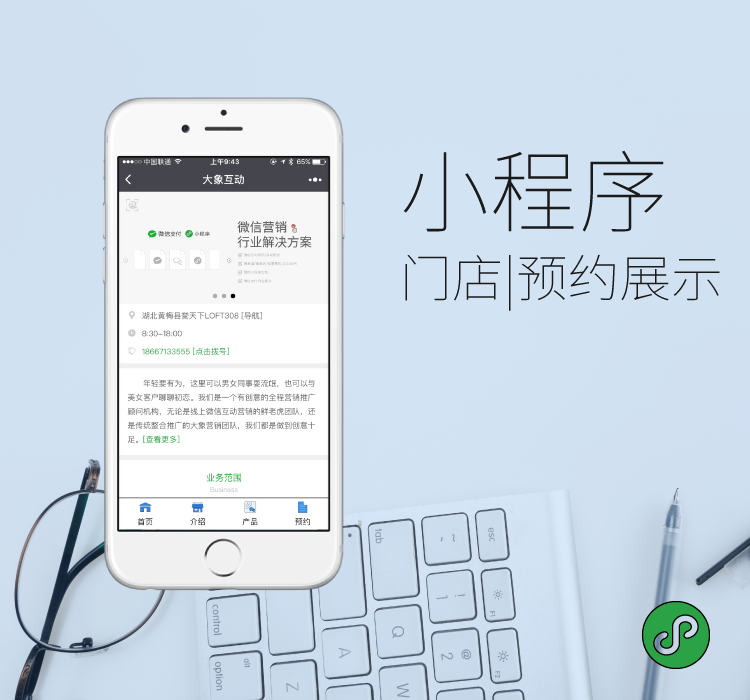 小程序
门店|预约展示
中国联通
上午9:43
65%
大象互动
微信支付 小程序
微信营销
行业解决方案
湖北黄梅县誉天下LOFT308 [导航]
8:30-18:00
18667133555 [点击拨号]
年轻要有为，这里可以男女同事耍流氓，也可以与
美女客户聊聊初恋。我们是一个有创意的全程营销推广
顾问机构，无论是线上微信互动营销的鲜老虎团队，还
是传统整合推广的大象营销团队，我们都是做到创意十
足。[查看更多]
业务范围
Business
首页 介绍 产品 预约
tab
~ `
esc
! 1
F1
control
A
Q
@ 2
F2
alt option
Z
W